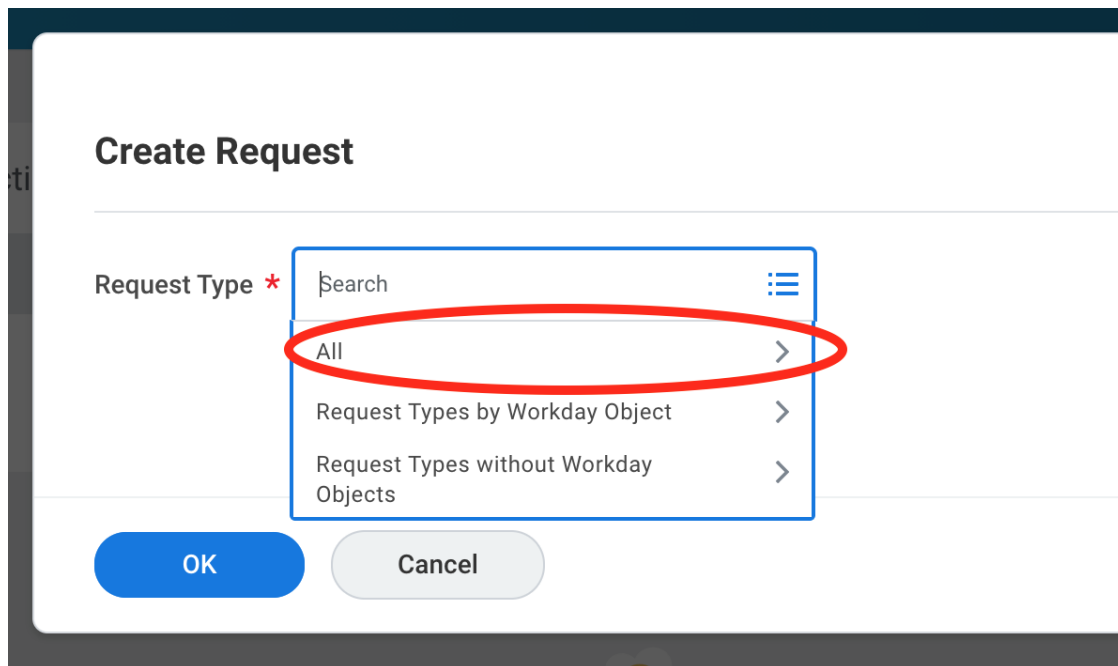 Create Request
Request Type *
Search
All
Request Types by Workday Object
Request Types without Workday
Objects
OK
Cancel